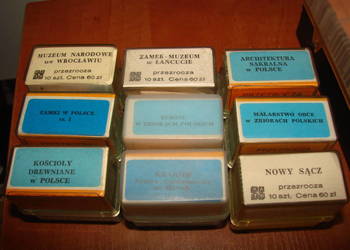 MUZEUM NARODOWE
we WROCŁAWIU
przezrocza
10 szt. Cena 60 zł
ZAMEK-MUZEUM
w ŁAŃCUCIE
przezrocza
10 szt. Cena 60 zł
ARCHITEKTURA
SAKRALNA
w POLSCE
ZAMKI W POLSCE
w ZBIORACH POLSKICH
MALARSTWO OBCE
w ZBIORACH POLSKICH
KOŚCIOŁY
DREWNIANE
w POLSCE
KRAKÓW
NOWY SĄCZ
przezrocza
10 szt. Cena 60 zł